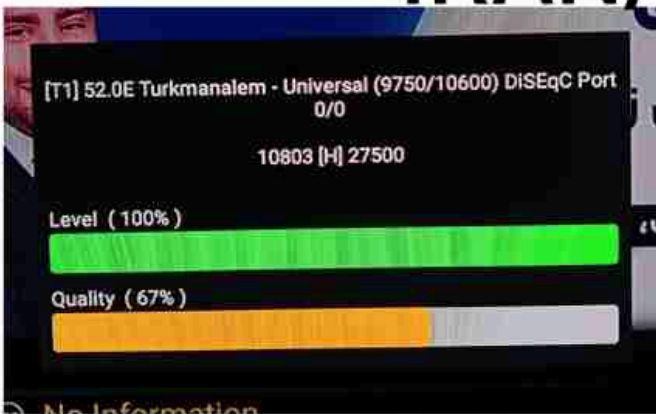 [T1] 52.0E Turkmanalem - Universal (9750/10600) DiSEqC Port
0/0
10803 [H] 27500
Level ( 100% )
Quality ( 67% )
No Information